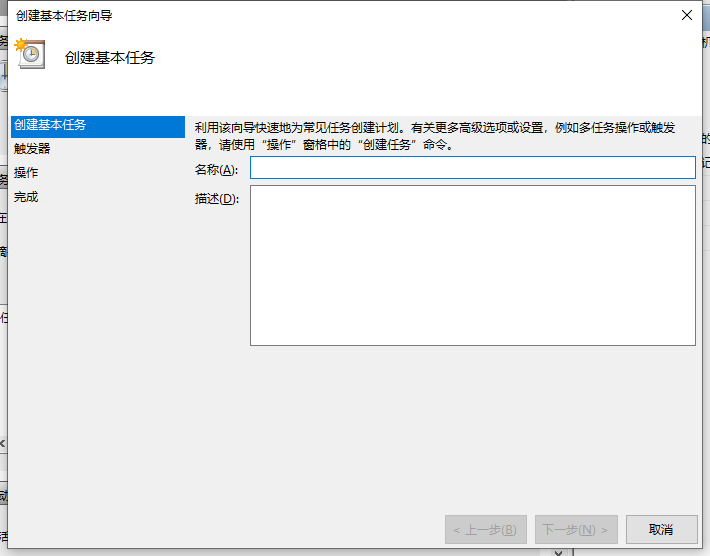 创建基本任务向导
创建基本任务
创建基本任务
触发器
操作
完成
利用该向导快速地为常见任务创建计划。有关更多高级选项或设置，例如多任务操作或触发
器，请使用“操作”窗格中的“创建任务”命令。
名称(A):
描述(D):
< 上一步(B)
下一步(N) >
取消